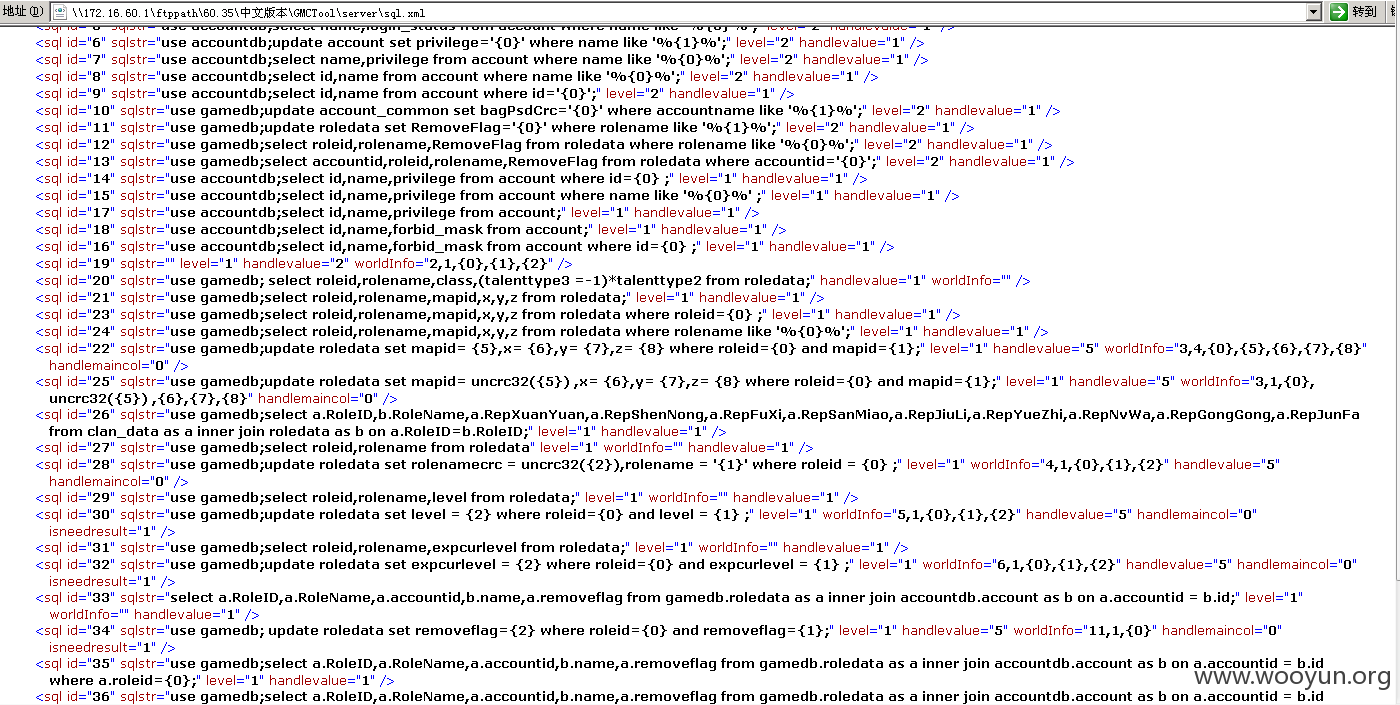 地址(D) \\172.16.60.1\ftppath\60.35\中文版本\GMCTool\server\sql.xml 转到
<sql id="6" sqlstr="use accountdb;update account set privilege='{0}' where name like '%{1}%';" level="2" handlevalue="1" />
<sql id="7" sqlstr="use accountdb;select name,privilege from account where name like '%{0}%';" level="2" handlevalue="1" />
<sql id="8" sqlstr="use accountdb;select id,name from account where name like '%{0}%';" level="2" handlevalue="1" />
<sql id="9" sqlstr="use accountdb;select id,name from account where id='{0}';" level="2" handlevalue="1" />
<sql id="10" sqlstr="use gamedb;update account_common set bagPsdCrc='{0}' where accountname like '%{1}%';" level="2" handlevalue="1" />
<sql id="11" sqlstr="use gamedb;update roledata set RemoveFlag='{0}' where rolename like '%{1}%';" level="2" handlevalue="1" />
<sql id="12" sqlstr="use gamedb;select roleid,rolename,RemoveFlag from roledata where rolename like '%{0}%';" level="2" handlevalue="1" />
<sql id="13" sqlstr="use gamedb;select accountid,roleid,rolename,RemoveFlag from roledata where accountid='{0}';" level="2" handlevalue="1" />
<sql id="14" sqlstr="use accountdb;select id,name,privilege from account where id={0} ;" level="1" handlevalue="1" />
<sql id="15" sqlstr="use accountdb;select id,name,privilege from account where name like '%{0}%' ;" level="1" handlevalue="1" />
<sql id="17" sqlstr="use accountdb;select id,name,privilege from account;" level="1" handlevalue="1" />
<sql id="18" sqlstr="use accountdb;select id,name,forbid_mask from account;" level="1" handlevalue="1" />
<sql id="16" sqlstr="use accountdb;select id,name,forbid_mask from account where id={0} ;" level="1" handlevalue="1" />
<sql id="19" sqlstr="" level="1" handlevalue="2" worldInfo="2,1,{0},{1},{2}" />
<sql id="20" sqlstr="use gamedb; select roleid,rolename,class,(talenttype3 =-1)*talenttype2 from roledata;" handlevalue="1" worldInfo="" />
<sql id="21" sqlstr="use gamedb;select roleid,rolename,mapid,x,y,z from roledata;" level="1" handlevalue="1" />
<sql id="23" sqlstr="use gamedb;select roleid,rolename,mapid,x,y,z from roledata where roleid={0} ;" level="1" handlevalue="1" />
<sql id="24" sqlstr="use gamedb;select roleid,rolename,mapid,x,y,z from roledata where rolename like '%{0}%';" level="1" handlevalue="1" />
<sql id="22" sqlstr="use gamedb;update roledata set mapid= {5},x= {6},y= {7},z= {8} where roleid={0} and mapid={1};" level="1" handlevalue="5" worldInfo="3,4,{0},{5},{6},{7},{8}"
handlemaincol="0" />
<sql id="25" sqlstr="use gamedb;update roledata set mapid= uncrc32({5}) ,x= {6},y= {7},z= {8} where roleid={0} and mapid={1};" level="1" handlevalue="5" worldInfo="3,1,{0},
uncrc32({5}) ,{6},{7},{8}" handlemaincol="0" />
<sql id="26" sqlstr="use gamedb;select a.RoleID,b.RoleName,a.RepXuanYuan,a.RepShenNong,a.RepFuXi,a.RepSanMiao,a.RepJiuLi,a.RepYueZhi,a.RepNvWa,a.RepGongGong,a.RepJunFa
from clan_data as a inner join roledata as b on a.RoleID=b.RoleID;" level="1" handlevalue="1" />
<sql id="27" sqlstr="use gamedb;select roleid,rolename from roledata" level="1" worldInfo="" handlevalue="1" />
<sql id="28" sqlstr="use gamedb;update roledata set rolenamecrc = uncrc32({2}),rolename = '{1}' where roleid = {0} ;" level="1" worldInfo="4,1,{0},{1},{2}" handlevalue="5"
handlemaincol="0" />
<sql id="29" sqlstr="use gamedb;select roleid,rolename,level from roledata;" level="1" worldInfo="" handlevalue="1" />
<sql id="30" sqlstr="use gamedb;update roledata set level = {2} where roleid={0} and level = {1} ;" level="1" worldInfo="5,1,{0},{1},{2}" handlevalue="5" handlemaincol="0"
isneedresult="1" />
<sql id="31" sqlstr="use gamedb;select roleid,rolename,expcurlevel from roledata;" level="1" worldInfo="" handlevalue="1" />
<sql id="32" sqlstr="use gamedb;update roledata set expcurlevel = {2} where roleid={0} and expcurlevel = {1} ;" level="1" worldInfo="6,1,{0},{1},{2}" handlevalue="5" handlemaincol="0"
isneedresult="1" />
<sql id="33" sqlstr="select a.RoleID,a.RoleName,a.accountid,b.name,a.removeflag from gamedb.roledata as a inner join accountdb.account as b on a.accountid = b.id;" level="1"
worldInfo="" handlevalue="1" />
<sql id="34" sqlstr="use gamedb; update roledata set removeflag={2} where roleid={0} and removeflag={1};" level="1" handlevalue="5" worldInfo="11,1,{0}" handlemaincol="0"
isneedresult="1" />
<sql id="35" sqlstr="use gamedb;select a.RoleID,a.RoleName,a.accountid,b.name,a.removeflag from gamedb.roledata as a inner join accountdb.account as b on a.accountid = b.id
where a.roleid={0};" level="1" handlevalue="1" />
<sql id="36" sqlstr="use gamedb;select a.RoleID,a.RoleName,a.accountid,b.name,a.removeflag from gamedb.roledata as a inner join accountdb.account as b on a.accountid = b.id
www.wooyun.org